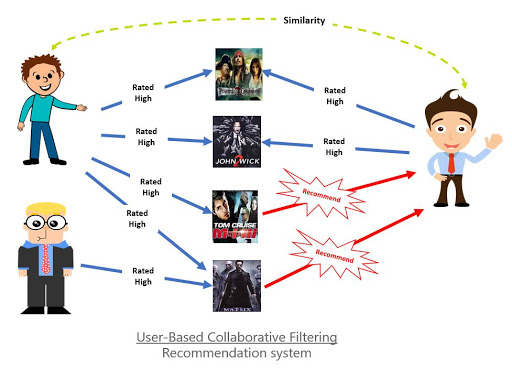 Similarity
Rated
High
Rated
High
Rated
High
Rated
High
JOHN WICK
Rated
High
Rated
High
Recommend
TOM CRUISE
Rated
High
Recommend
MATRIX
User-Based Collaborative Filtering
Recommendation system